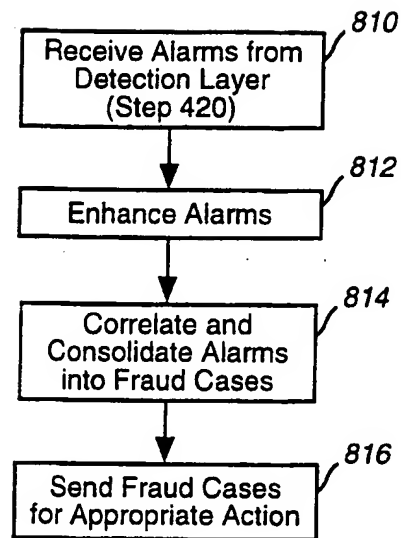 810
Receive Alarms from
Detection Layer
(Step 420)
812
Enhance Alarms
814
Correlate and
Consolidate Alarms
into Fraud Cases
816
Send Fraud Cases
for Appropriate Action